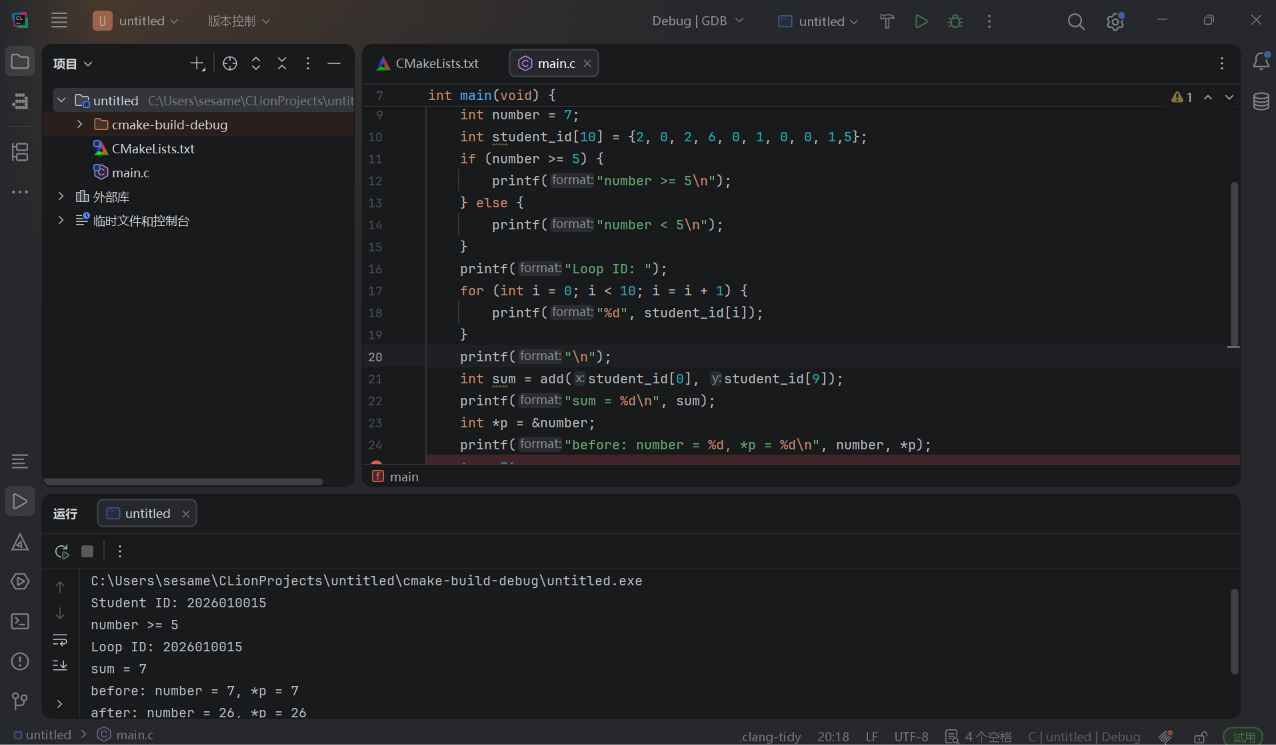 U untitled 版本控制 Debug | GDB untitled
项目
CMakeLists.txt main.c
untitled C:\Users\sesame\CLionProjects\untit
cmake-build-debug
CMakeLists.txt
main.c
外部库
临时文件和控制台
7 int main(void) {
1
9 int number = 7;
10 int student_id[10] = {2, 0, 2, 6, 0, 1, 0, 0, 1,5};
11 if (number >= 5) {
12 printf(format: "number >= 5\n");
13 } else {
14 printf(format: "number < 5\n");
15 }
16 printf(format: "Loop ID: ");
17 for (int i = 0; i < 10; i = i + 1) {
18 printf(format: "%d", student_id[i]);
19 }
20 printf(format: "\n");
21 int sum = add(x: student_id[0], y: student_id[9]);
22 printf(format: "sum = %d\n", sum);
23 int *p = &number;
24 printf(format: "before: number = %d, *p = %d\n", number, *p);
f main
运行 untitled
C:\Users\sesame\CLionProjects\untitled\cmake-build-debug\untitled.exe
Student ID: 2026010015
number >= 5
Loop ID: 2026010015
sum = 7
before: number = 7, *p = 7
after: number = 26, *p = 26
untitled main.c .clang-tidy 20:18 LF UTF-8 4 个空格 C | untitled | Debug 试用